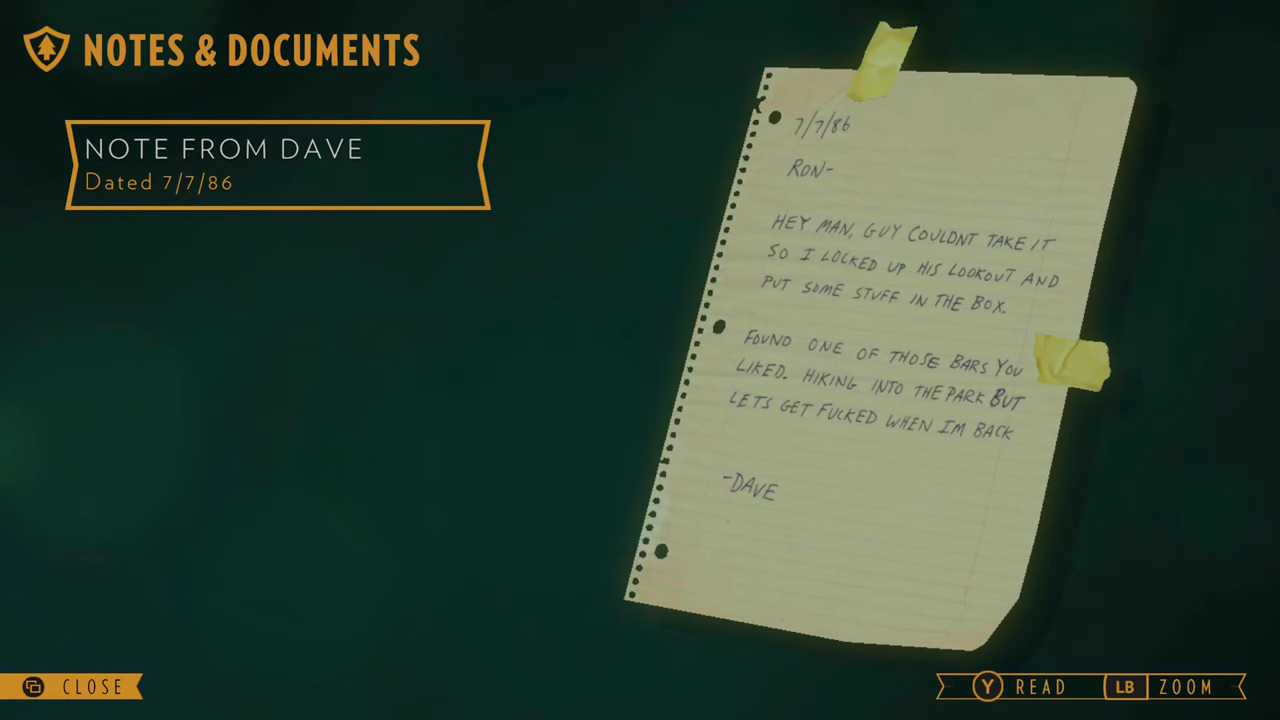 NOTES & DOCUMENTS
NOTE FROM DAVE
Dated 7/7/86
7/7/86
RON-
HEY MAN, GUY COULDNT TAKE IT
SO I LOCKED UP HIS LOOKOUT AND
PUT SOME STUFF IN THE BOX.
FOUND ONE OF THOSE BARS YOU
LIKED. HIKING INTO THE PARK BUT
LETS GET FUCKED WHEN IM BACK
-DAVE
CLOSE
Y READ LB ZOOM